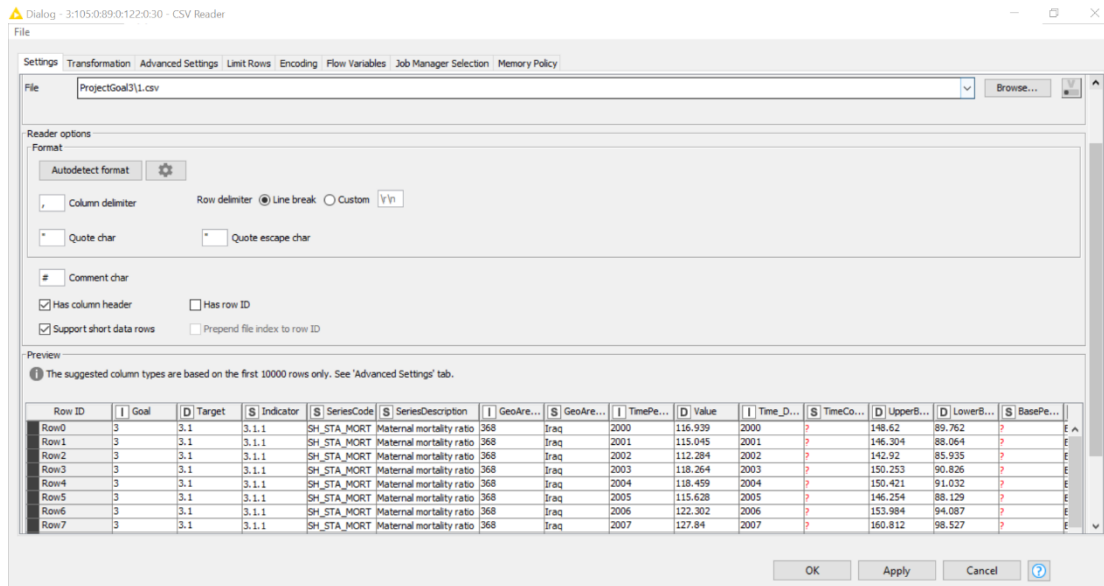 Dialog - 3:105:0:89:0:122:0:30 - CSV Reader
File
Settings Transformation Advanced Settings Limit Rows Encoding Flow Variables Job Manager Selection Memory Policy
File ProjectGoal3\1.csv Browse...
Reader options
Format
Autodetect format
, Column delimiter Row delimiter Line break Custom \r\n
" Quote char " Quote escape char
# Comment char
Has column header Has row ID
Support short data rows Prepend file index to row ID
Preview
The suggested column types are based on the first 10000 rows only. See 'Advanced Settings' tab.
Row ID I Goal D Target S Indicator S SeriesCode S SeriesDescription I GeoAre... S GeoAre... I TimePe... D Value I Time_D... S TimeCo... D UpperB... D LowerB... S BasePe...
Row0 3 3.1 3.1.1 SH_STA_MORT Maternal mortality ratio 368 Iraq 2000 116.939 2000 ? 148.62 89.762 ? E
Row1 3 3.1 3.1.1 SH_STA_MORT Maternal mortality ratio 368 Iraq 2001 115.045 2001 ? 146.304 88.064 ? E
Row2 3 3.1 3.1.1 SH_STA_MORT Maternal mortality ratio 368 Iraq 2002 112.284 2002 ? 142.92 85.935 ? E
Row3 3 3.1 3.1.1 SH_STA_MORT Maternal mortality ratio 368 Iraq 2003 118.264 2003 ? 150.253 90.826 ? E
Row4 3 3.1 3.1.1 SH_STA_MORT Maternal mortality ratio 368 Iraq 2004 118.459 2004 ? 150.421 91.032 ? E
Row5 3 3.1 3.1.1 SH_STA_MORT Maternal mortality ratio 368 Iraq 2005 115.628 2005 ? 146.254 88.129 ? E
Row6 3 3.1 3.1.1 SH_STA_MORT Maternal mortality ratio 368 Iraq 2006 122.302 2006 ? 153.984 94.087 ? E
Row7 3 3.1 3.1.1 SH_STA_MORT Maternal mortality ratio 368 Iraq 2007 127.84 2007 ? 160.812 98.527 ? E
OK Apply Cancel ?